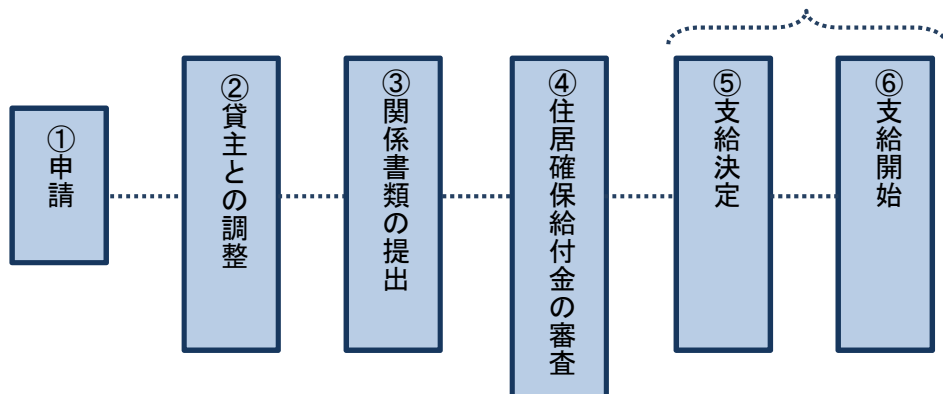 ①申請
②貸主との調整
③関係書類の提出
④住居確保給付金の審査
⑤支給決定
⑥支給開始